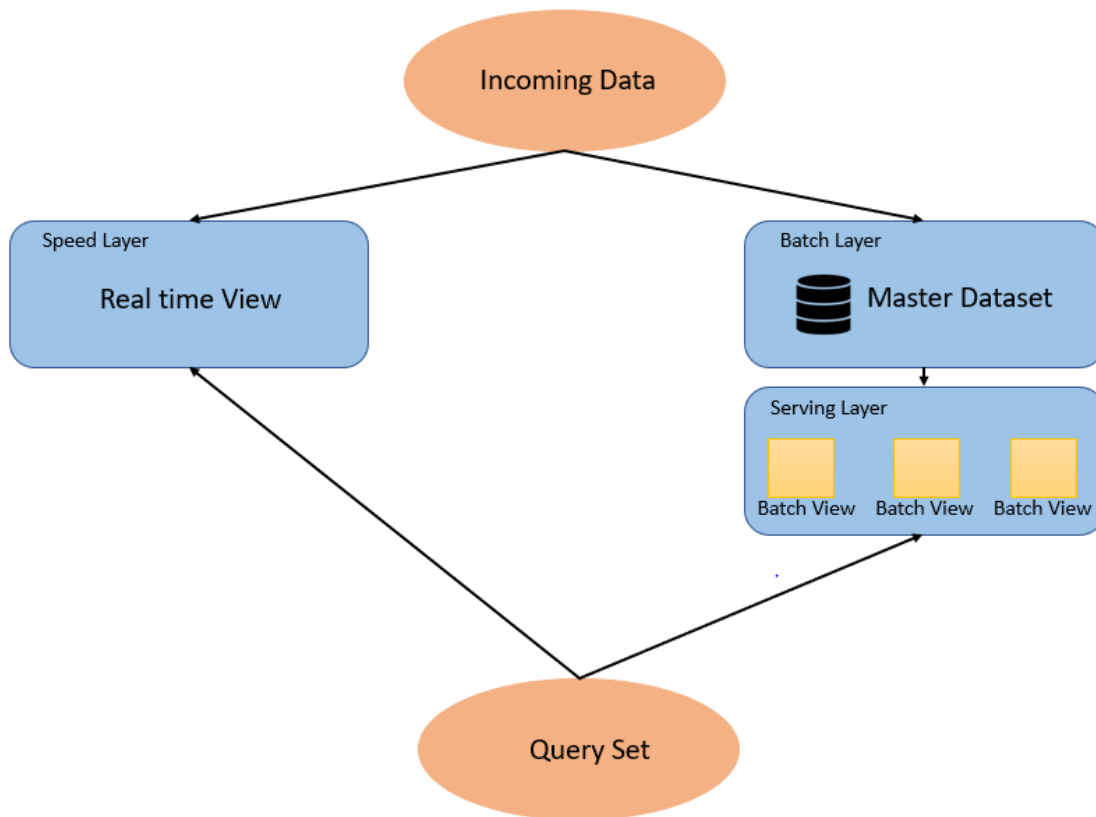 Incoming Data
Speed Layer
Real time View
Batch Layer
Master Dataset
Serving Layer
Batch View
Batch View
Batch View
Query Set